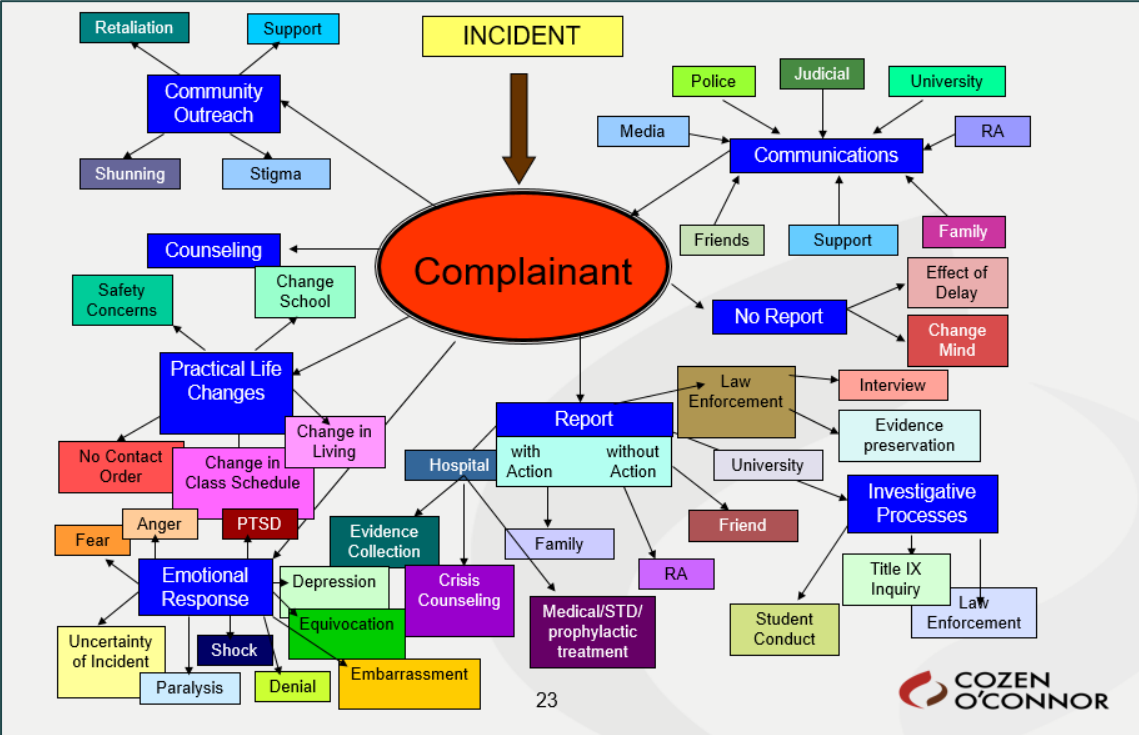 INCIDENT
Retaliation
Support
Community
Outreach
Shunning
Stigma
Police
Judicial
University
Media
RA
Communications
Friends
Support
Family
Complainant
Counseling
Safety
Concerns
Change
School
Practical Life
Changes
No Contact
Order
Change in
Class Schedule
Change in
Living
No Report
Effect of
Delay
Change
Mind
Report
with
Action
without
Action
Law
Enforcement
Interview
Evidence
preservation
Hospital
University
Friend
Family
RA
Evidence
Collection
Crisis
Counseling
Medical/STD/
prophylactic
treatment
Investigative
Processes
Student
Conduct
Title IX
Inquiry
Law
Enforcement
Fear
Anger
PTSD
Emotional
Response
Depression
Equivocation
Embarrassment
Uncertainty
of Incident
Paralysis
Shock
Denial
23
COZEN
O'CONNOR